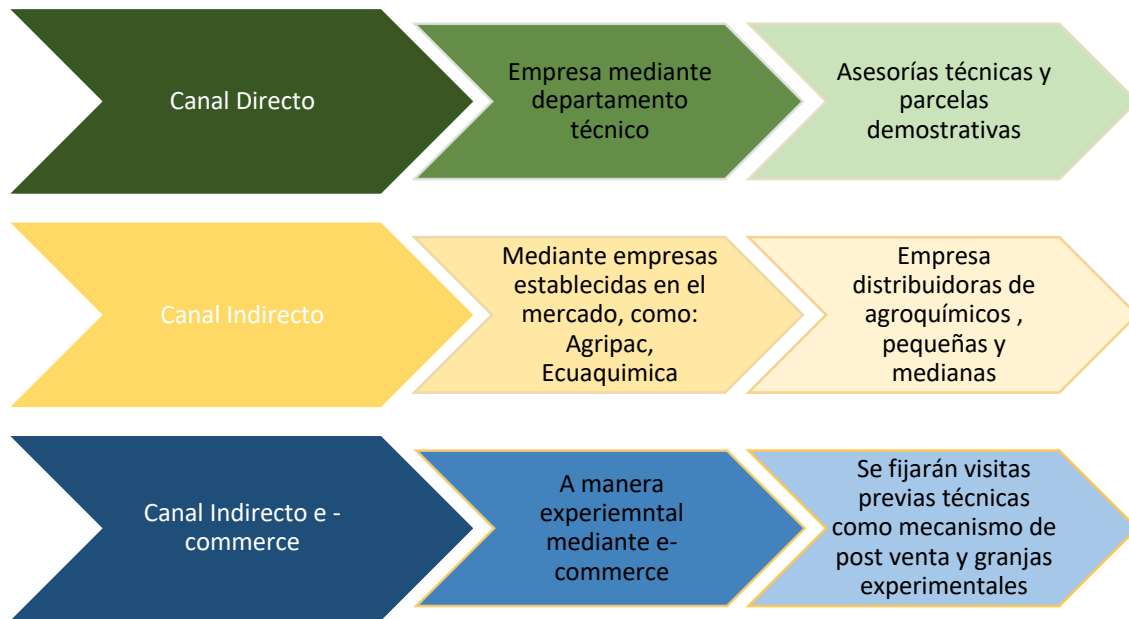 Canal Directo
Empresa mediante
departamento
técnico
Asesorías técnicas y
parcelas
demostrativas
Canal Indirecto
Mediante empresas
establecidas en el
mercado, como:
Agripac,
Ecuaquimica
Empresa
distribuidoras de
agroquímicos ,
pequeñas y
medianas
Canal Indirecto e -
commerce
A manera
experiemntal
mediante e-
commerce
Se fijarán visitas
previas técnicas
como mecanismo de
post venta y granjas
experimentales